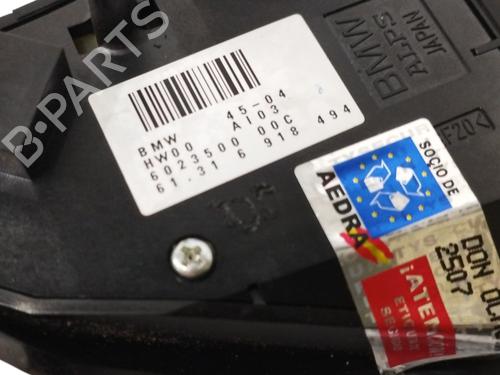 B-PARTS
BMW
ALPS
JAPAN
45-04
BMW
AI03
HW00
6023500 00C
61.31 6 918 494
F20
SOCIO DE
AEDRA
DON
2507